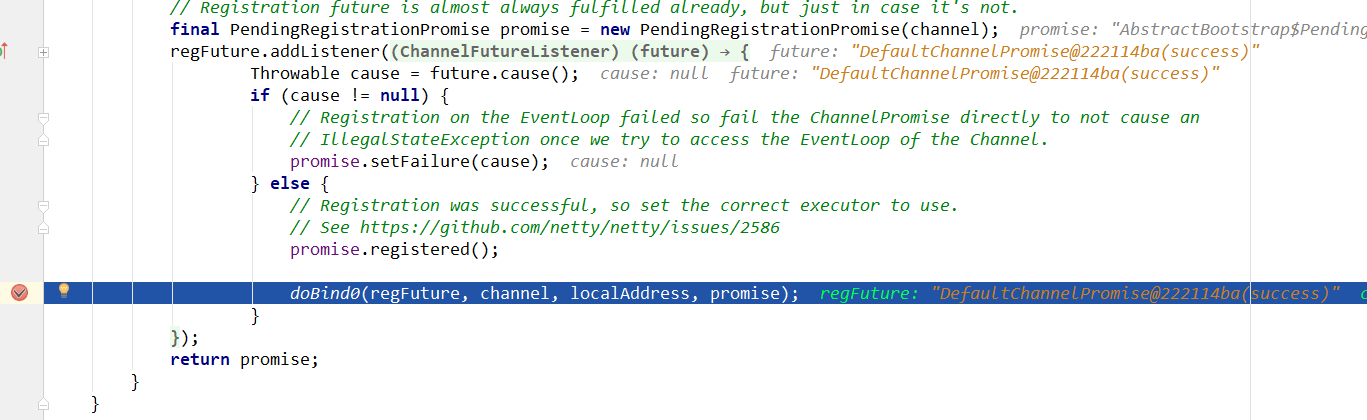 // Registration future is almost always fulfilled already, but just in case it's not.
final PendingRegistrationPromise promise = new PendingRegistrationPromise(channel);  promise: "AbstractBootstrap$Pending
regFuture.addListener((ChannelFutureListener) (future) → {  future: "DefaultChannelPromise@222114ba(success)"
Throwable cause = future.cause();  cause: null  future: "DefaultChannelPromise@222114ba(success)"
if (cause != null) {
// Registration on the EventLoop failed so fail the ChannelPromise directly to not cause an
// IllegalStateException once we try to access the EventLoop of the Channel.
promise.setFailure(cause);  cause: null
} else {
// Registration was successful, so set the correct executor to use.
// See https://github.com/netty/netty/issues/2586
promise.registered();
doBind0(regFuture, channel, localAddress, promise);  regFuture: "DefaultChannelPromise@222114ba(success)"
}
});
return promise;
}
}